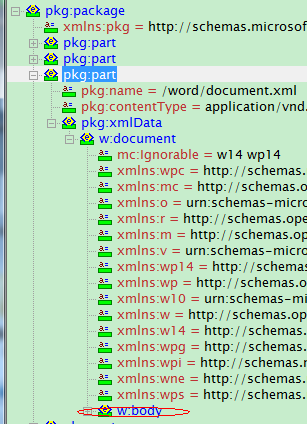 pkg:package
xmlns:pkg = http://schemas.microsof
pkg:part
pkg:part
pkg:part
pkg:name = /word/document.xml
pkg:contentType = application/vnd.
pkg:xmlData
w:document
mc:Ignorable = w14 wp14
xmlns:wpc = http://schemas.
xmlns:mc = http://schemas.o
xmlns:o = urn:schemas-micro
xmlns:r = http://schemas.ope
xmlns:m = http://schemas.op
xmlns:v = urn:schemas-micro
xmlns:wp14 = http://schemas
xmlns:wp = http://schemas.o
xmlns:w10 = urn:schemas-mi
xmlns:w = http://schemas.op
xmlns:w14 = http://schemas.
xmlns:wpg = http://schemas.
xmlns:wpi = http://schemas.r
xmlns:wne = http://schemas.
xmlns:wps = http://schemas.
w:body